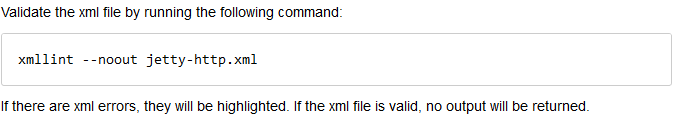 Validate the xml file by running the following command:
xmllint --noout jetty-http.xml
If there are xml errors, they will be highlighted. If the xml file is valid, no output will be returned.